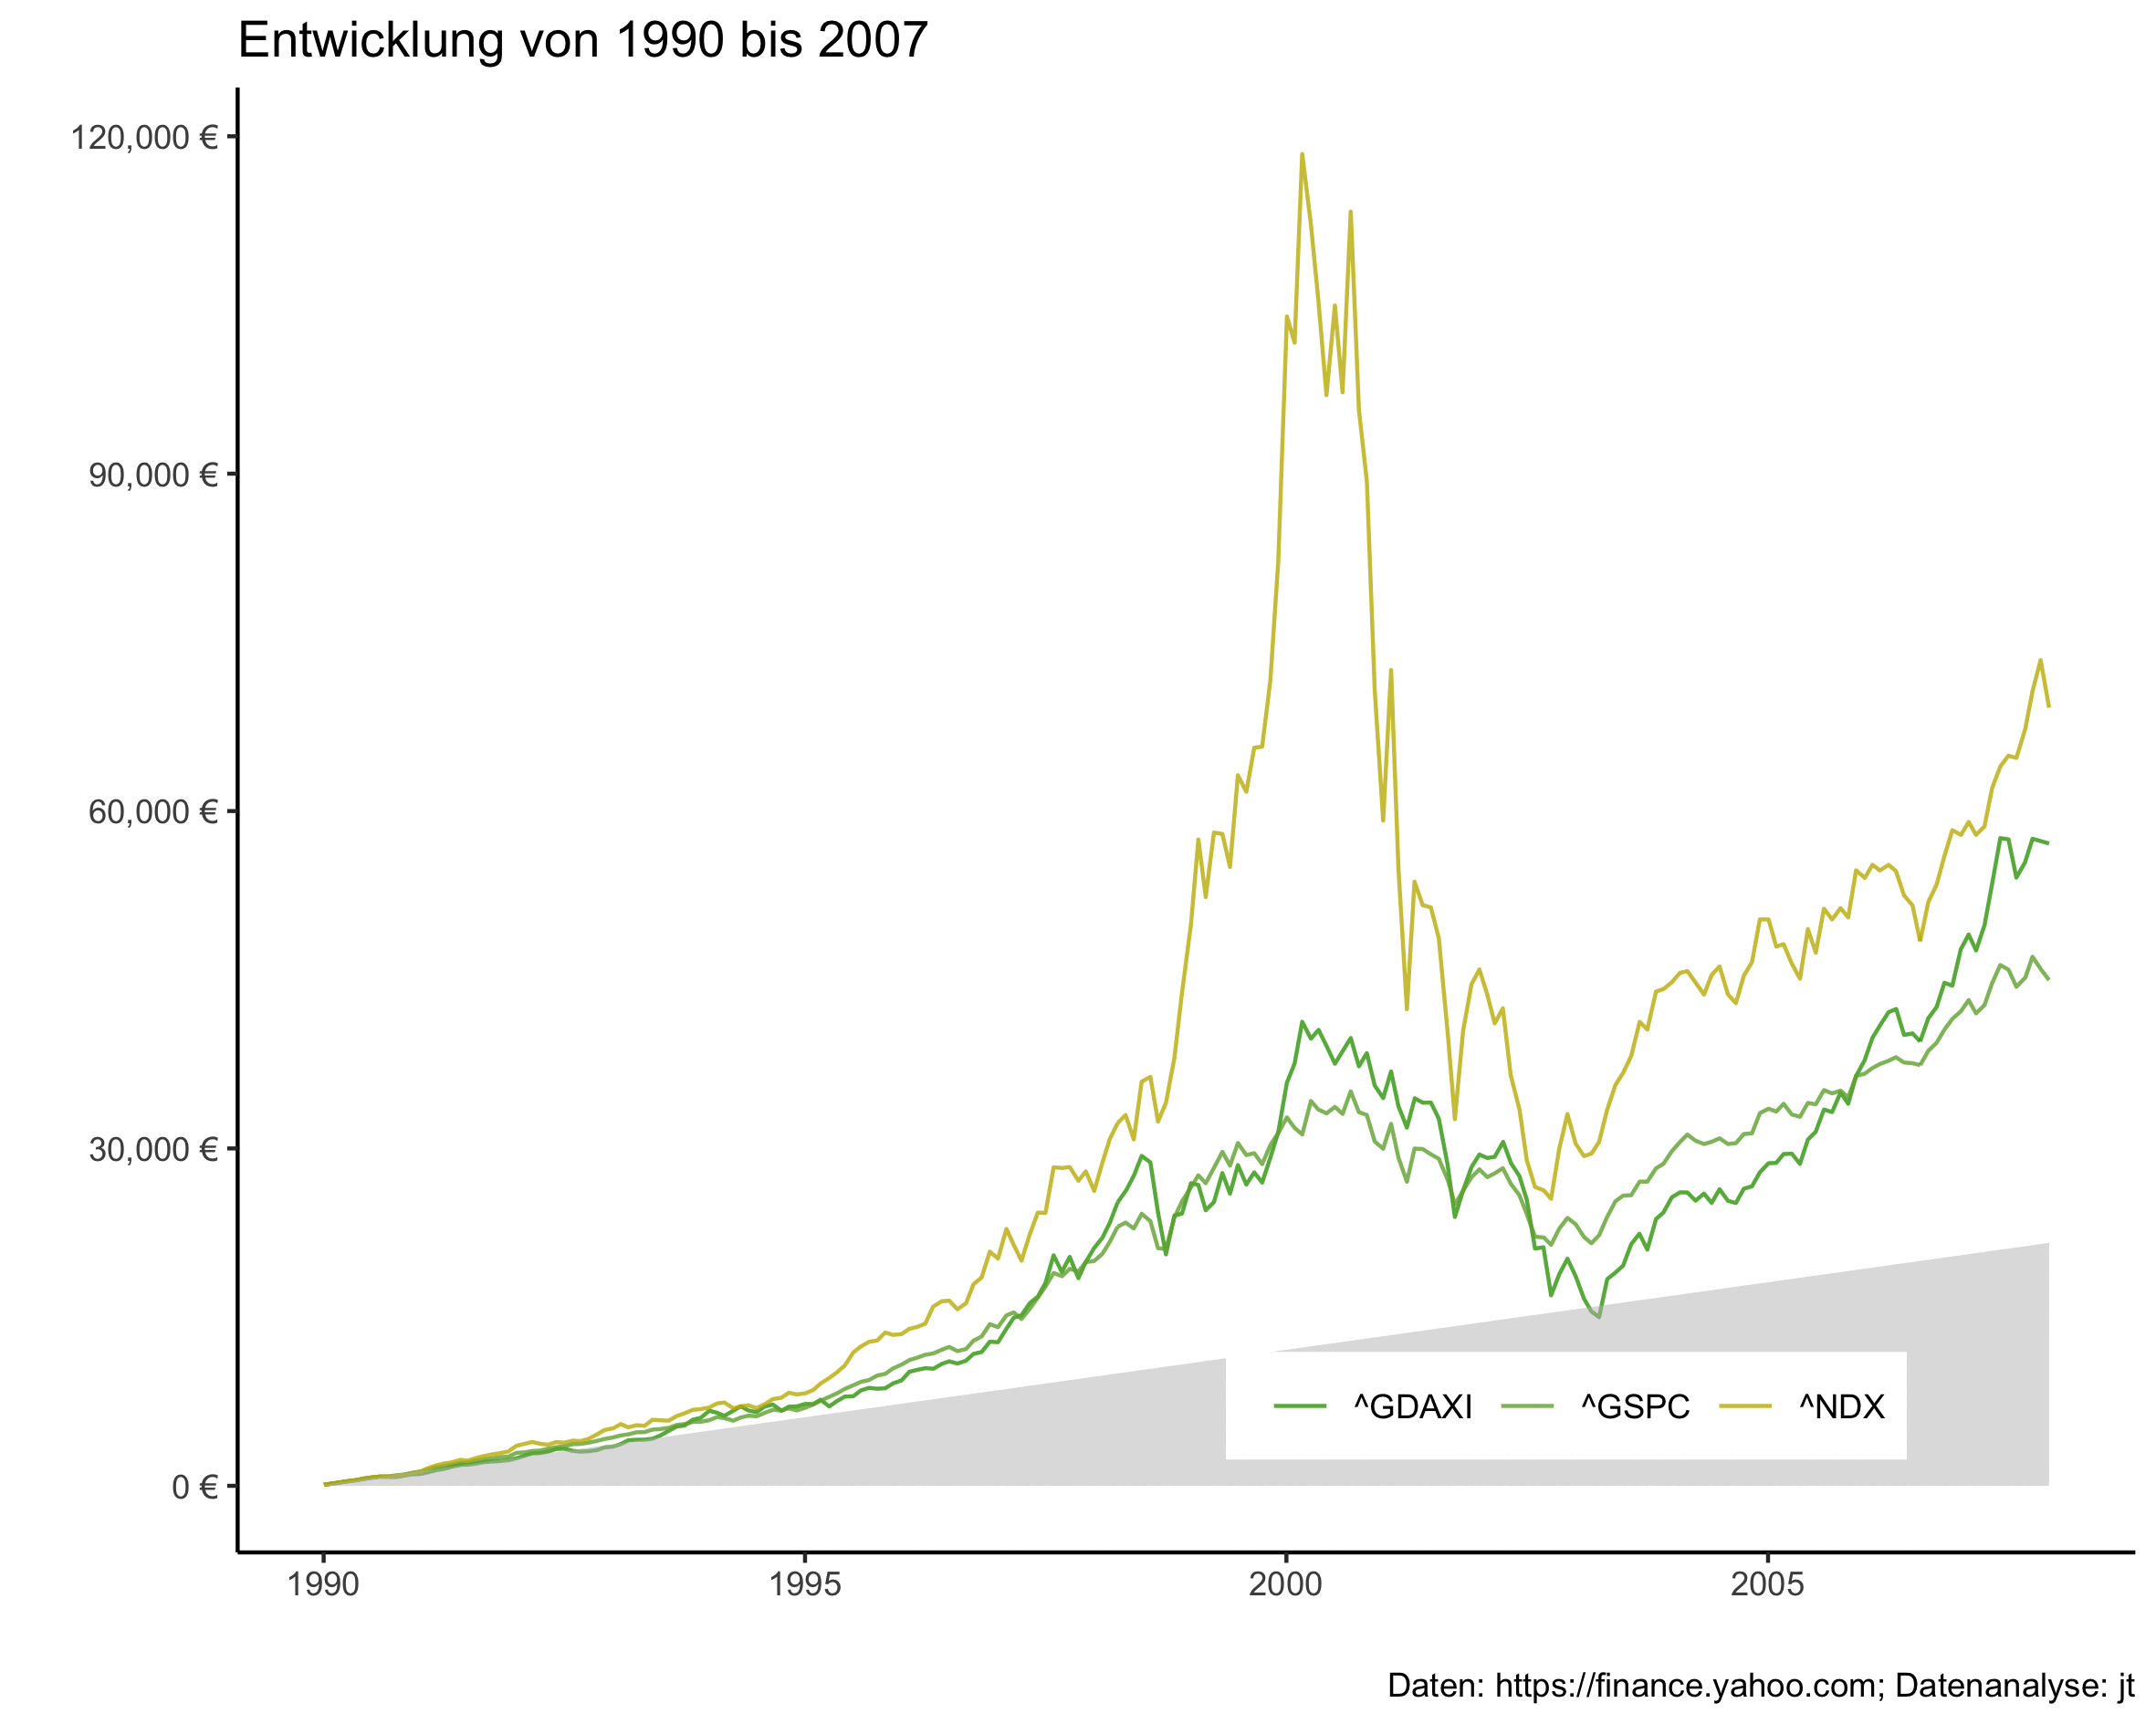 Entwicklung von 1990 bis 2007
120,000 €
90,000 €
60,000 €
30,000 €
0 €
^GDAXI ^GSPC ^NDX
1990 1995 2000 2005
Daten: https://finance.yahoo.com; Datenanalyse: jt